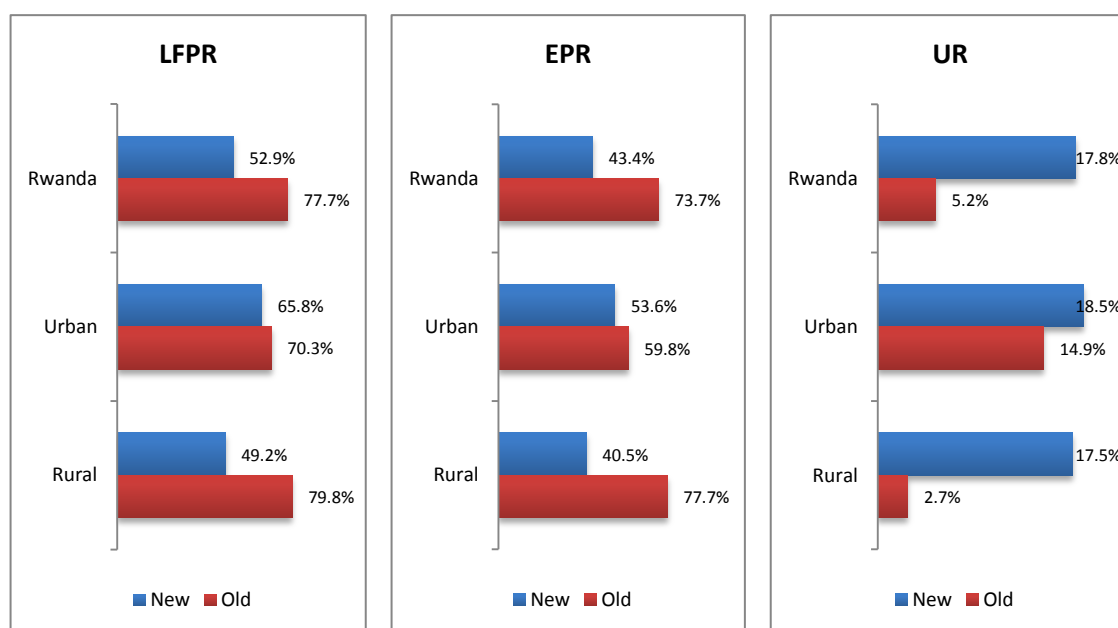 LFPR
Rwanda
52.9%
77.7%
Urban
65.8%
70.3%
Rural
49.2%
79.8%
New Old
EPR
Rwanda
43.4%
73.7%
Urban
53.6%
59.8%
Rural
40.5%
77.7%
New Old
UR
Rwanda
17.8%
5.2%
Urban
18.5%
14.9%
Rural
17.5%
2.7%
New Old